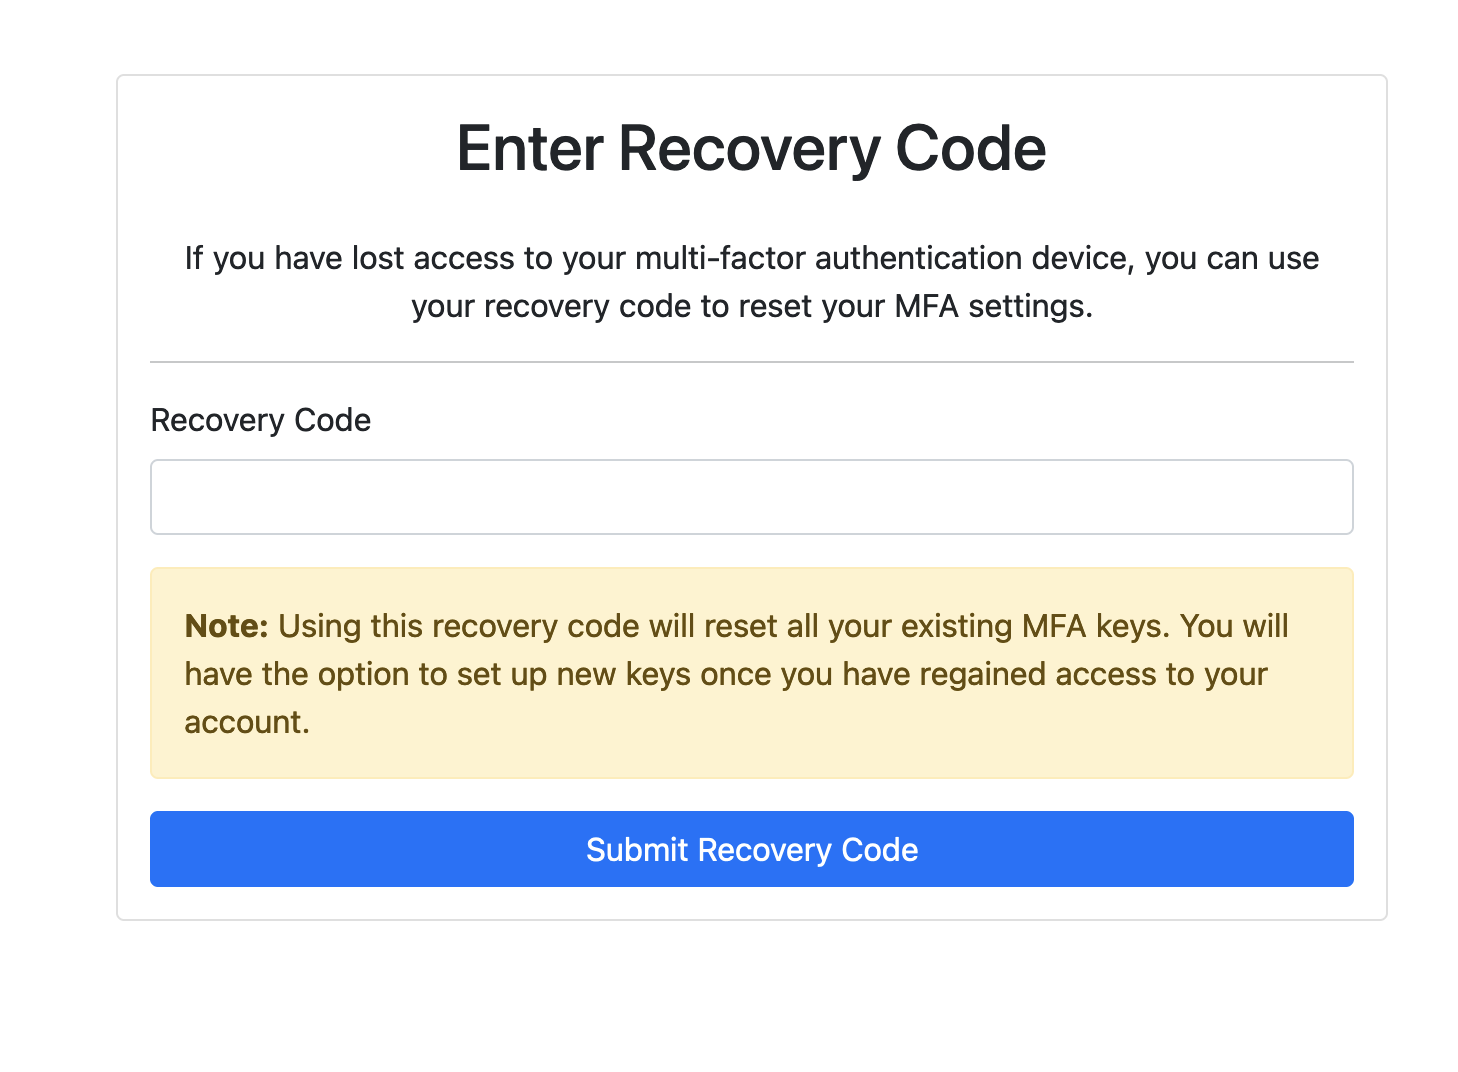 Enter Recovery Code
If you have lost access to your multi-factor authentication device, you can use
your recovery code to reset your MFA settings.
Recovery Code
Note: Using this recovery code will reset all your existing MFA keys. You will
have the option to set up new keys once you have regained access to your
account.
Submit Recovery Code